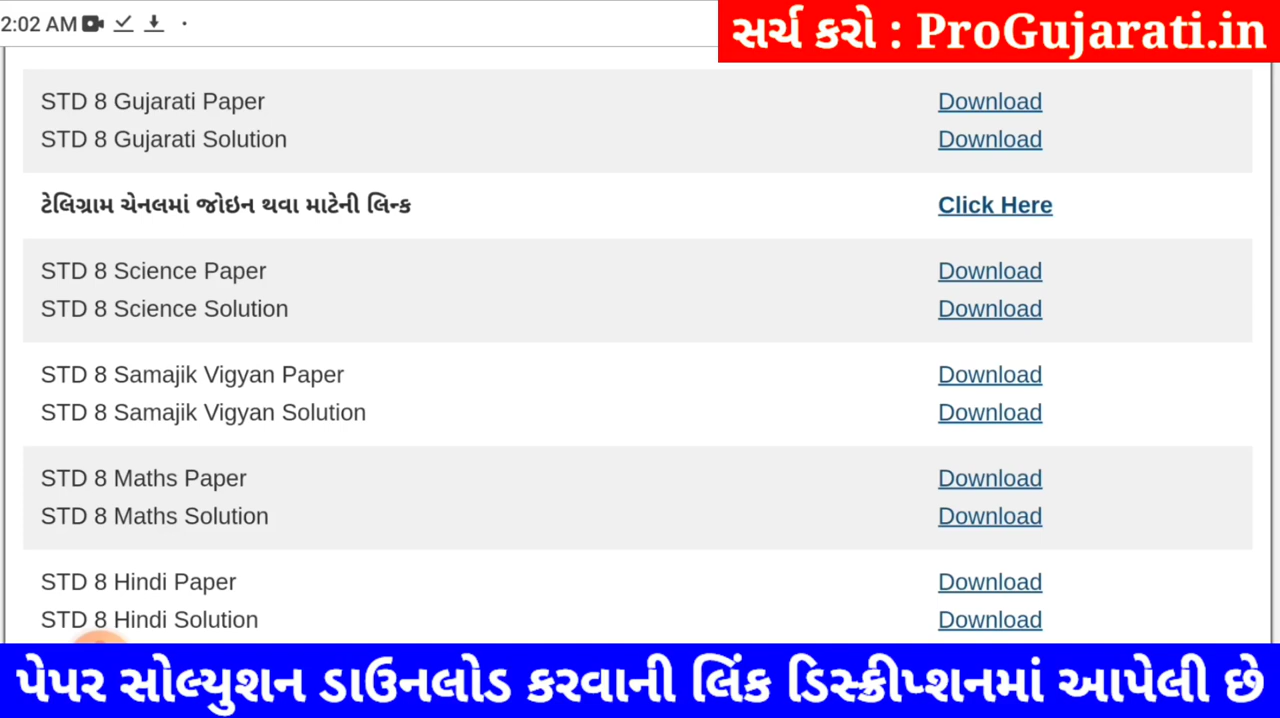 2:02 AM
સર્ચ કરો : ProGujarati.in
STD 8 Gujarati Paper Download
STD 8 Gujarati Solution Download
ટેલિગ્રામ ચેનલમાં જોઇન થવા માટેની લિન્ક Click Here
STD 8 Science Paper Download
STD 8 Science Solution Download
STD 8 Samajik Vigyan Paper Download
STD 8 Samajik Vigyan Solution Download
STD 8 Maths Paper Download
STD 8 Maths Solution Download
STD 8 Hindi Paper Download
STD 8 Hindi Solution Download
પેપર સોલ્યુશન ડાઉનલોડ કરવાની લિંક ડિસ્ક્રીપ્શનમાં આપેલી છે